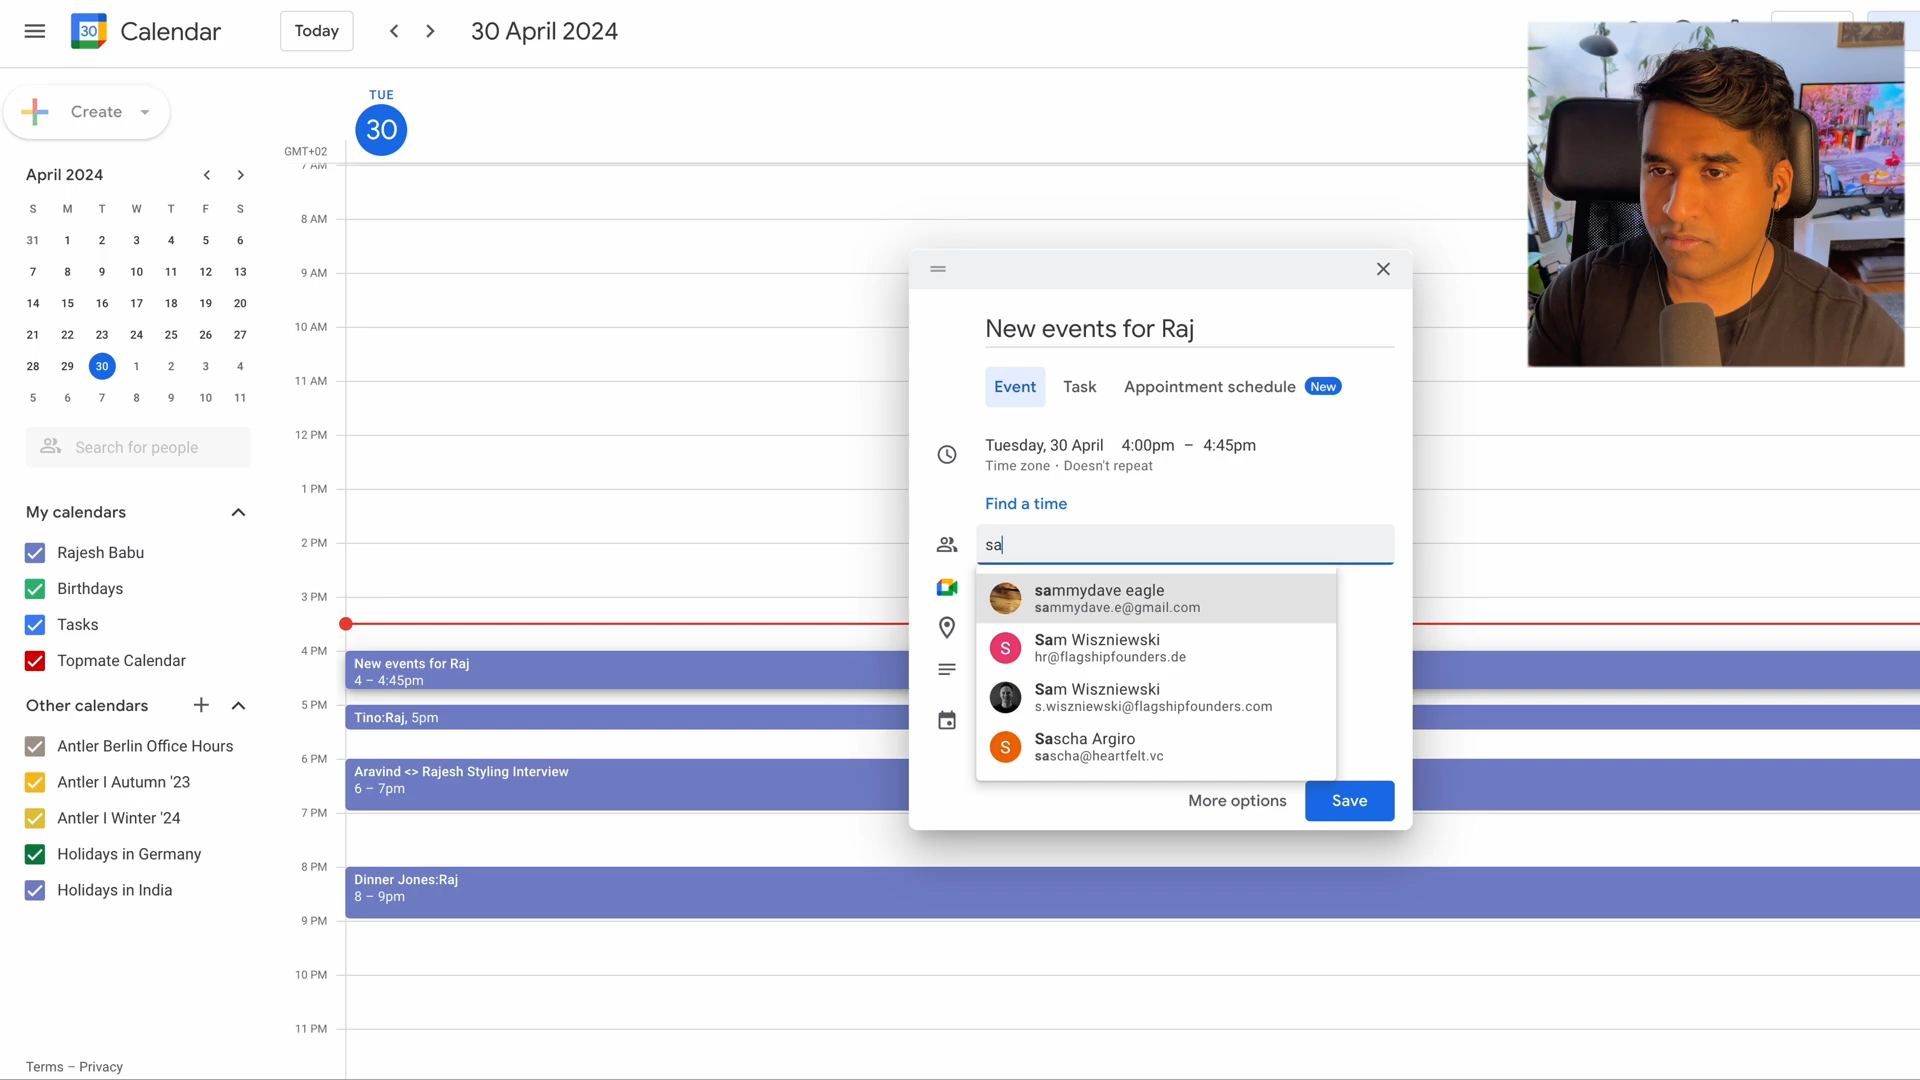 30
Calendar
Today
30 April 2024
Create
April 2024
S M T W T F S
31 1 2 3 4 5 6
7 8 9 10 11 12 13
14 15 16 17 18 19 20
21 22 23 24 25 26 27
28 29 30 1 2 3 4
5 6 7 8 9 10 11
Search for people
My calendars
Rajesh Babu
Birthdays
Tasks
Topmate Calendar
Other calendars
Antler Berlin Office Hours
Antler I Autumn '23
Antler I Winter '24
Holidays in Germany
Holidays in India
Terms – Privacy
TUE
30
GMT+02
7 AM
8 AM
9 AM
10 AM
11 AM
12 PM
1 PM
2 PM
3 PM
4 PM
5 PM
6 PM
7 PM
8 PM
9 PM
10 PM
11 PM
New events for Raj
4 – 4:45pm
Tino:Raj, 5pm
Aravind <> Rajesh Styling Interview
6 – 7pm
Dinner Jones:Raj
8 – 9pm
New events for Raj
Event Task Appointment schedule New
Tuesday, 30 April 4:00pm – 4:45pm
Time zone · Doesn't repeat
Find a time
sa
sammydave eagle
sammydave.e@gmail.com
S
Sam Wiszniewski
hr@flagshipfounders.de
Sam Wiszniewski
s.wiszniewski@flagshipfounders.com
S
Sascha Argiro
sascha@heartfelt.vc
More options
Save